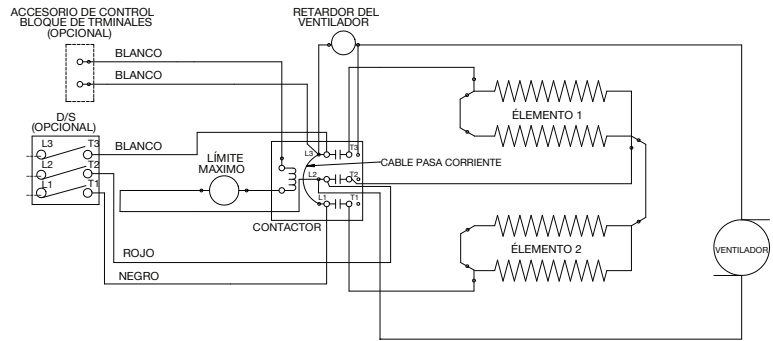 ACCESORIO DE CONTROL
BLOQUE DE TRMINALES
(OPCIONAL)
RETARDOR DEL
VENTILADOR
BLANCO
BLANCO
D/S
(OPCIONAL)
L3 T3
L2 T2
L1 T1
BLANCO
LÍMITE
MAXIMO
L3 T3
L2 T2
L1 T1
CABLE PASA CORRIENTE
CONTACTOR
ROJO
NEGRO
ÉLEMENTO 1
ÉLEMENTO 2
VENTILADOR